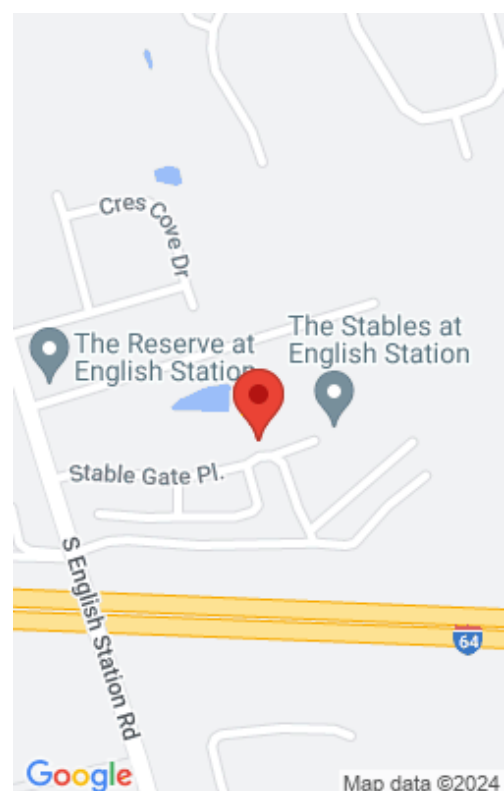 Cres Cove Dr
The Reserve at
English Station
The Stables at
English Station
Stable Gate Pl.
S English Station Rd
64
Google
Map data ©2024